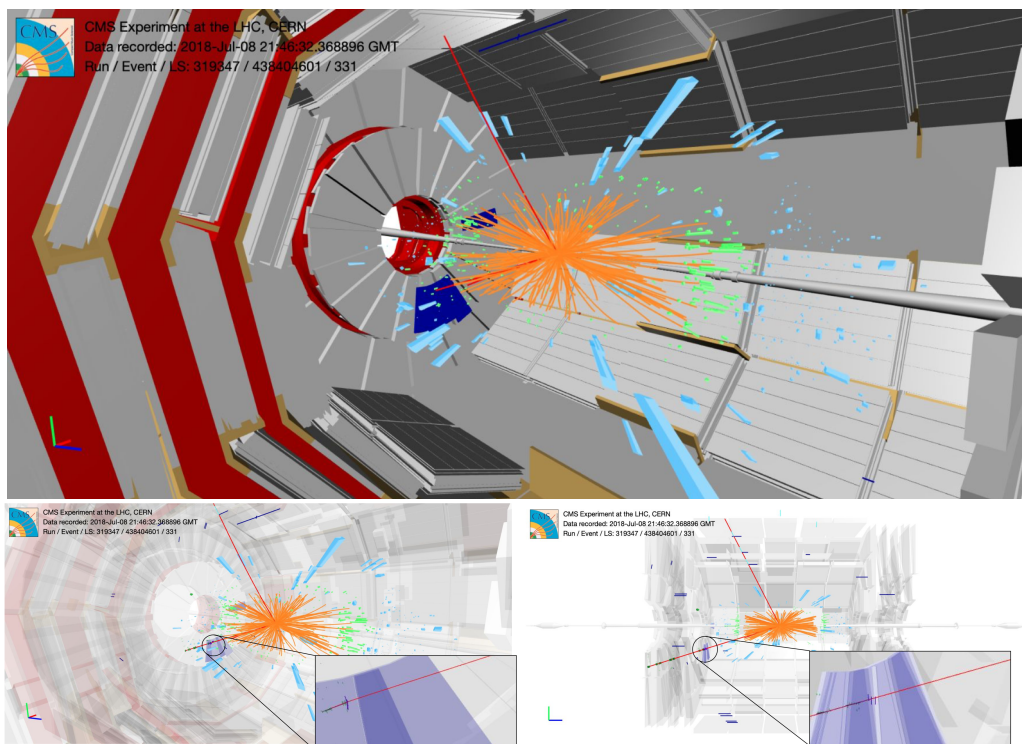 CMS
CMS Experiment at the LHC, CERN
Data recorded: 2018-Jul-08 21:46:32.368896 GMT
Run / Event / LS: 319347 / 438404601 / 331
CMS
CMS Experiment at the LHC, CERN
Data recorded: 2018-Jul-08 21:46:32.368896 GMT
Run / Event / LS: 319347 / 438404601 / 331
CMS
CMS Experiment at the LHC, CERN
Data recorded: 2018-Jul-08 21:46:32.368896 GMT
Run / Event / LS: 319347 / 438404601 / 331